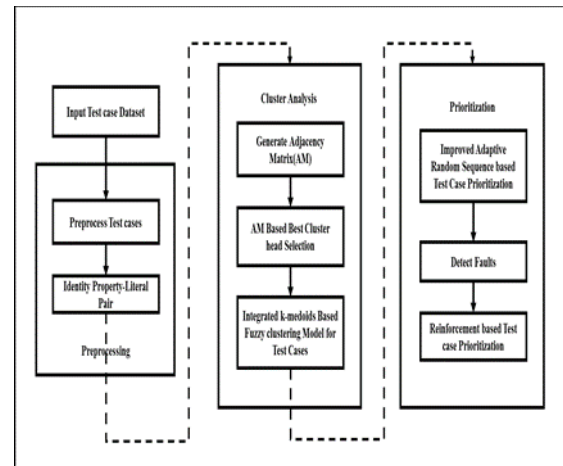 Input Test case Dataset
Preprocess Test cases
Identity Property-Literal
Pair
Preprocessing
Cluster Analysis
Generate Adjacency
Matrix(AM)
AM Based Best Cluster
head Selection
Integrated k-medoids Based
Fuzzy clustering Model for
Test Cases
Prioritization
Improved Adaptive
Random Sequence based
Test Case Prioritization
Detect Faults
Reinforcement based Test
case Prioritization